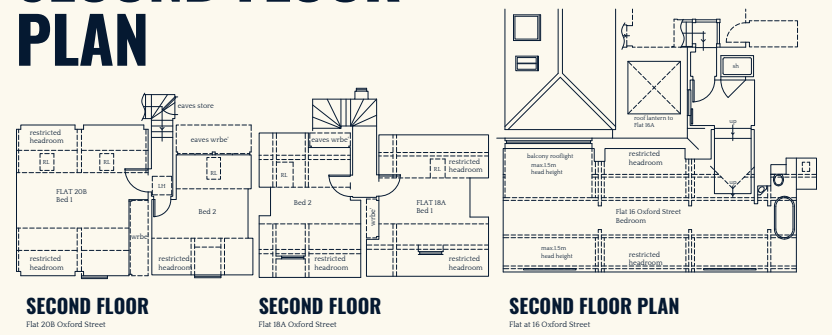 SECOND FLOOR
PLAN
eaves store
restricted
headroom
eaves wrbe'
RL
RL
RL
LH
FLAT 20B
Bed 1
Bed 2
wrbe'
restricted
headroom
restricted
headroom
eaves wrbe'
RL
RL
restricted
headroom
Bed 2
FLAT 18A
Bed 1
wrbe'
restricted
headroom
restricted
headroom
sh
roof lantern to
Flat 16A
up
balcony rooflight
max.1.5m
head height
restricted
headroom
up
Flat 16 Oxford Street
Bedroom
max.1.5m
head height
restricted
headroom
SECOND FLOOR
Flat 20B Oxford Street
SECOND FLOOR
Flat 18A Oxford Street
SECOND FLOOR PLAN
Flat at 16 Oxford Street